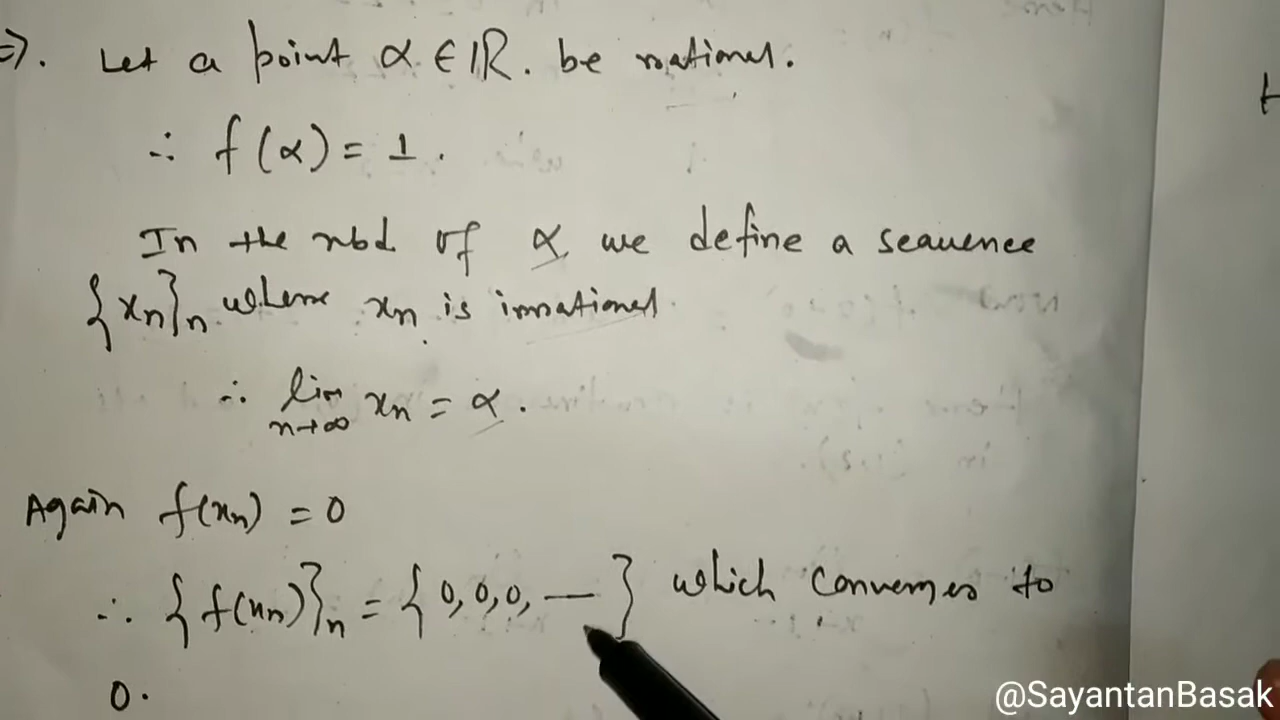 ⇒. Let a point α ∈ ℝ. be rational.
∴ f(α) = 1.
In the nbd of α we define a sequence
{xn}n where xn is irrational.
∴ lim n→∞ xn = α.
Again f(xn) = 0
∴ {f(xn)}n = {0, 0, 0, —} which converges to
0.
@SayantanBasak